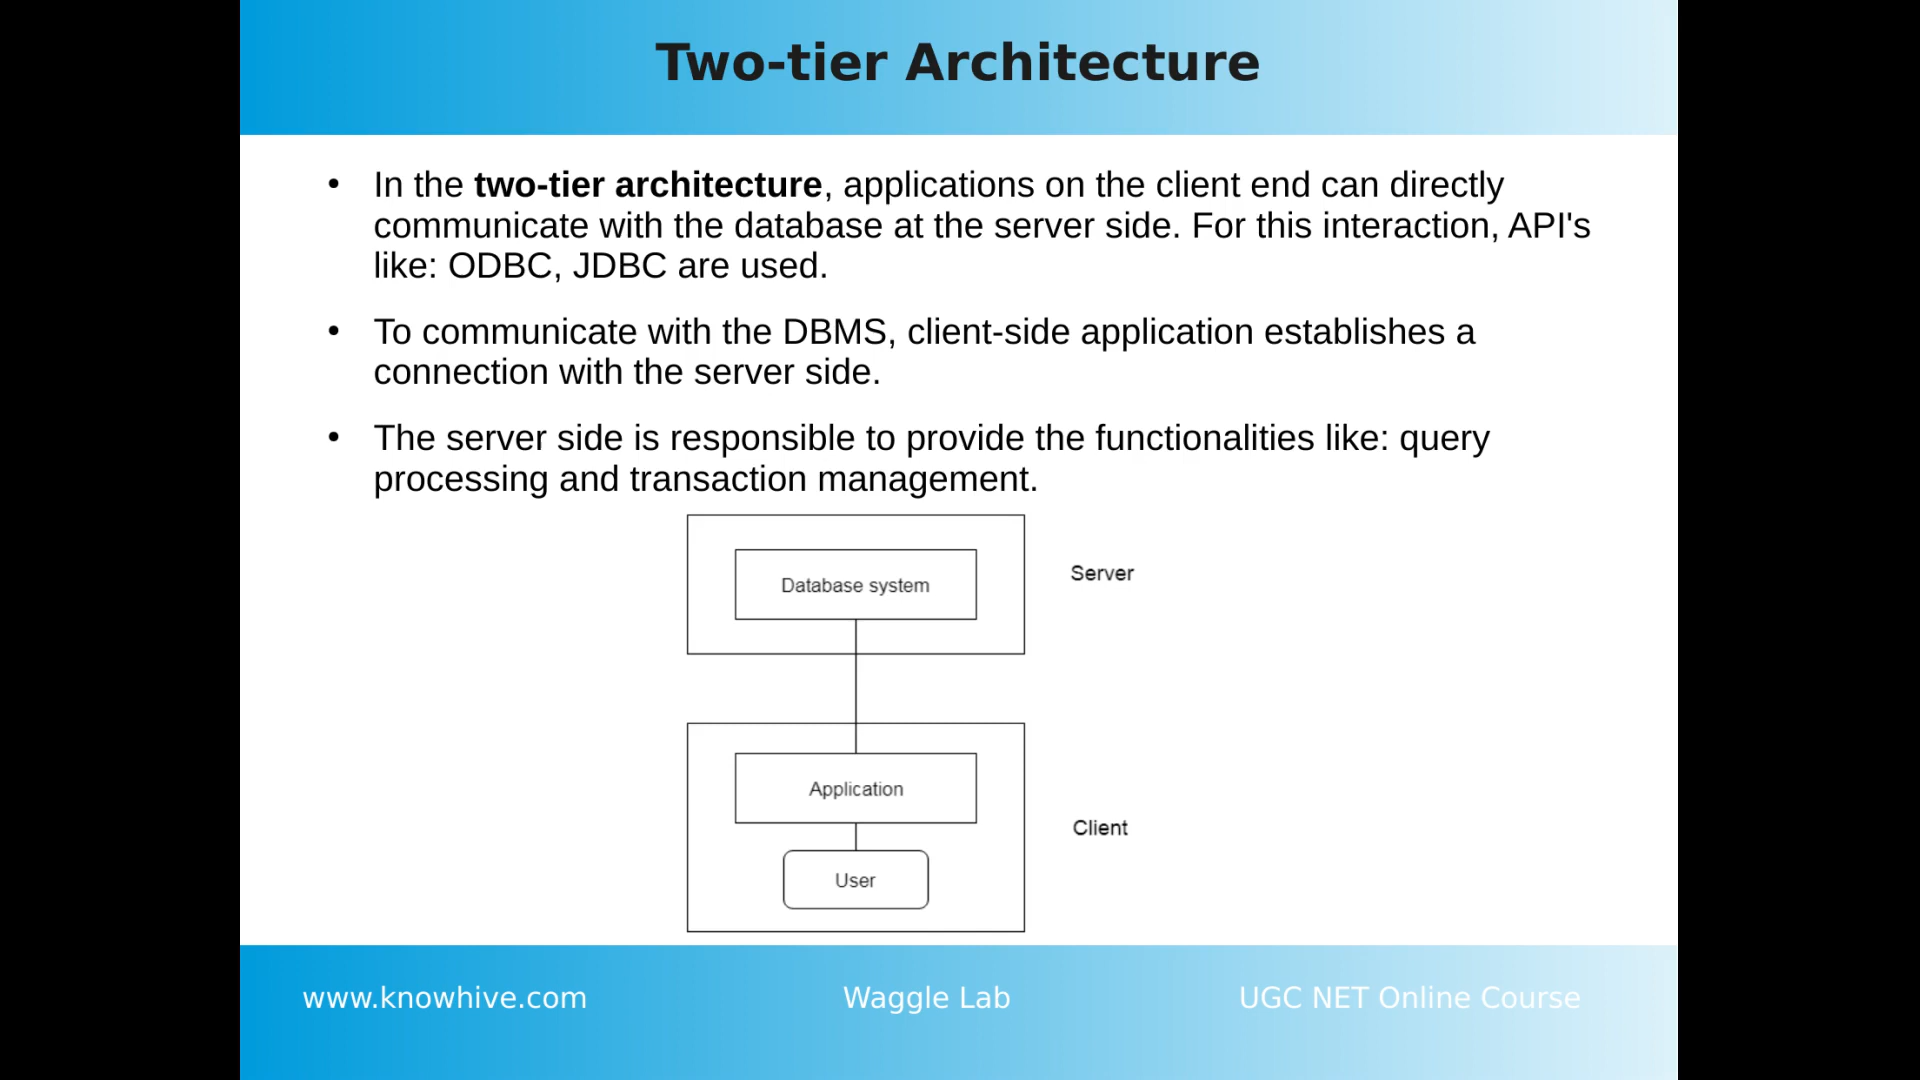 Two-tier Architecture
• In the two-tier architecture, applications on the client end can directly
communicate with the database at the server side. For this interaction, API's
like: ODBC, JDBC are used.
• To communicate with the DBMS, client-side application establishes a
connection with the server side.
• The server side is responsible to provide the functionalities like: query
processing and transaction management.
Database system
Server
Application
Client
User
www.knowhive.com
Waggle Lab
UGC NET Online Course